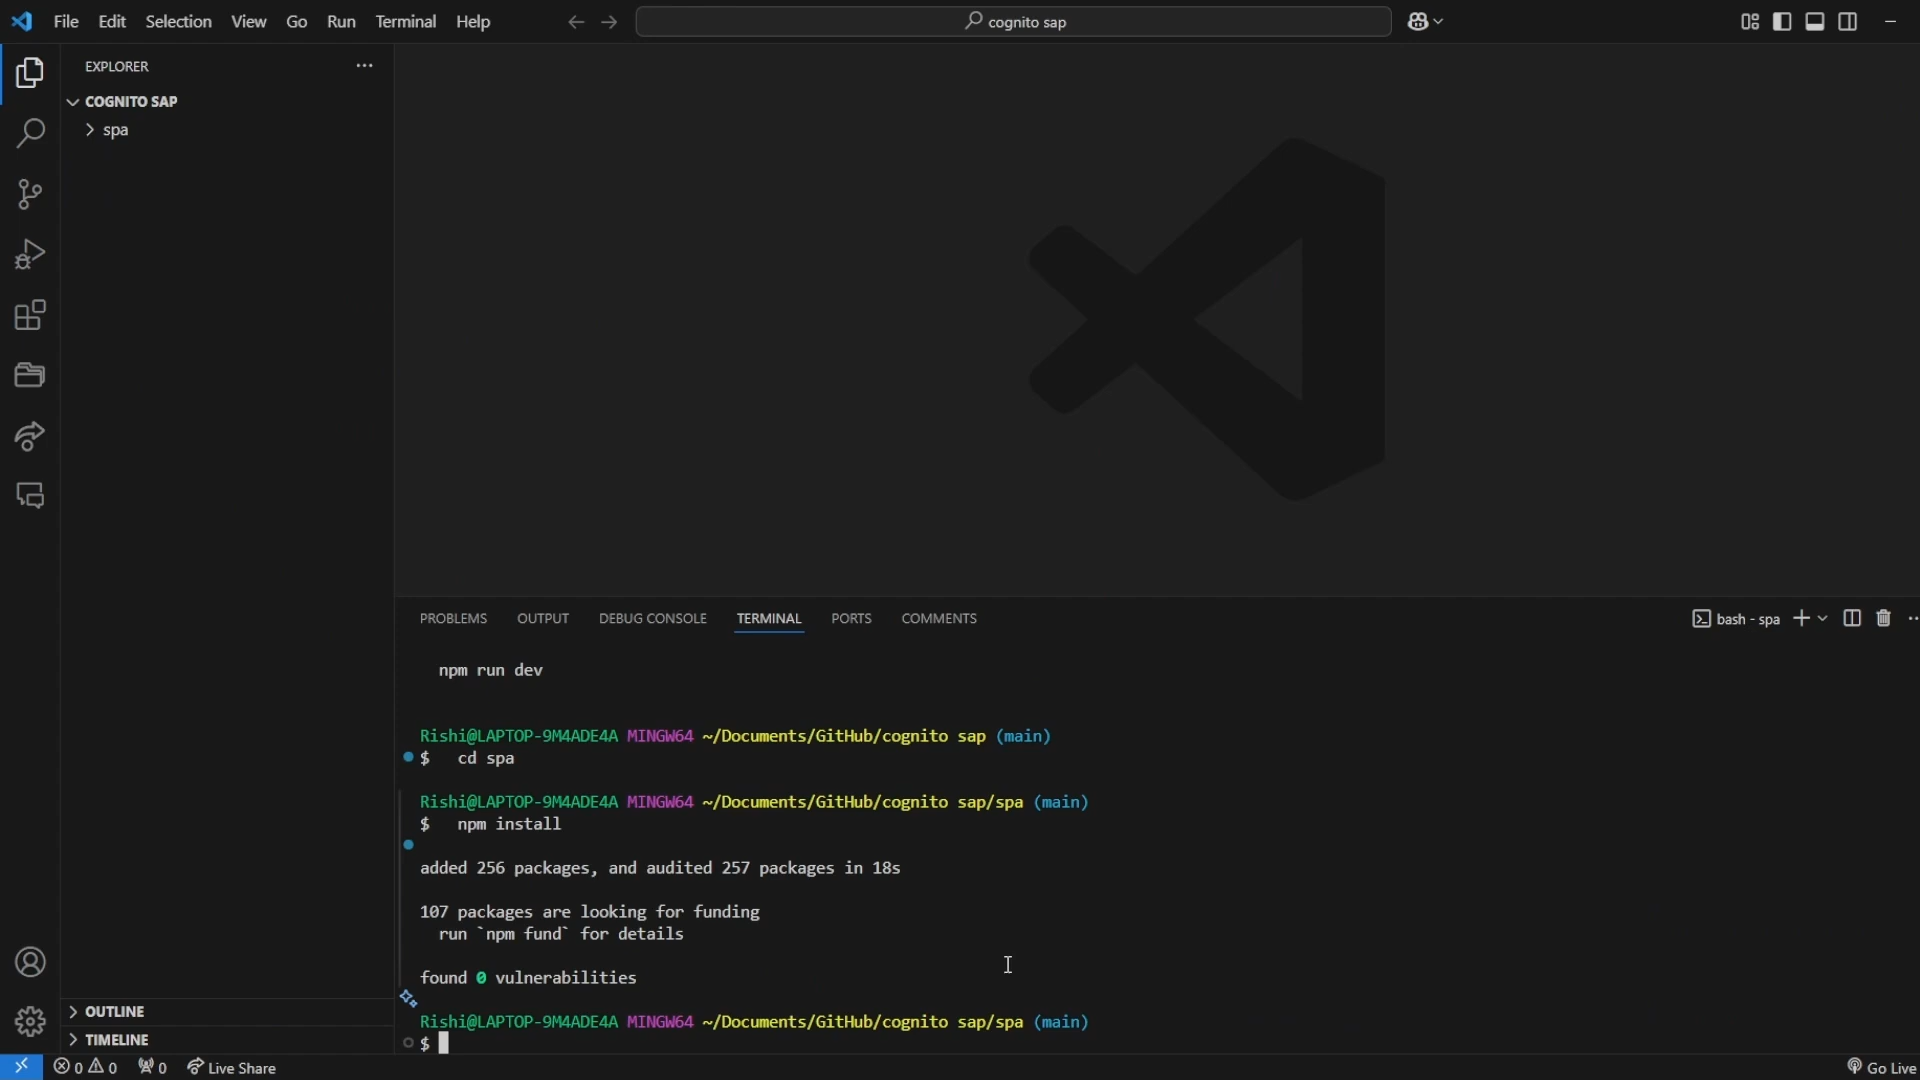 File Edit Selection View Go Run Terminal Help
cognito sap
EXPLORER
COGNITO SAP
spa
PROBLEMS OUTPUT DEBUG CONSOLE TERMINAL PORTS COMMENTS
bash - spa
npm run dev
Rishi@LAPTOP-9M4ADE4A MINGW64 ~/Documents/GitHub/cognito sap (main)
$ cd spa
Rishi@LAPTOP-9M4ADE4A MINGW64 ~/Documents/GitHub/cognito sap/spa (main)
$ npm install
added 256 packages, and audited 257 packages in 18s
107 packages are looking for funding
run `npm fund` for details
found 0 vulnerabilities
Rishi@LAPTOP-9M4ADE4A MINGW64 ~/Documents/GitHub/cognito sap/spa (main)
$
OUTLINE
TIMELINE
0 0 0 Live Share
Go Live